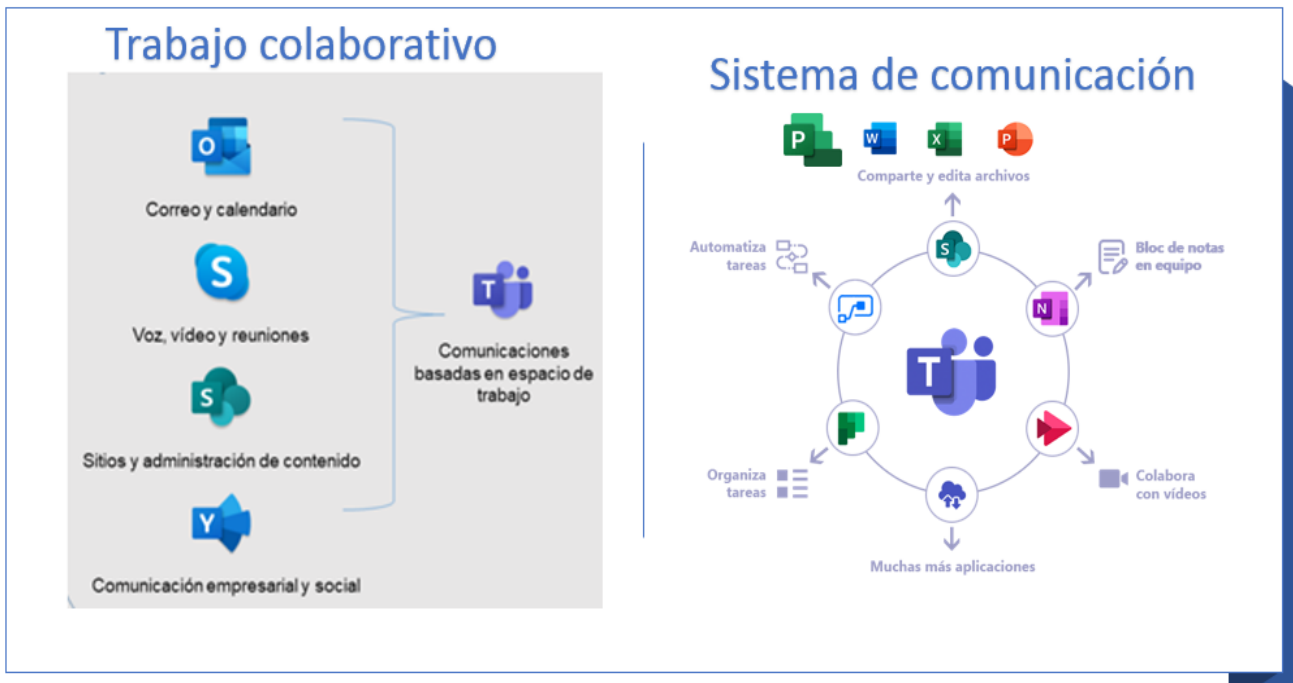 Trabajo colaborativo
O
Correo y calendario
S
Voz, vídeo y reuniones
S
Sitios y administración de contenido
Y
Comunicación empresarial y social
T
Comunicaciones
basadas en espacio de
trabajo
Sistema de comunicación
P W X P
Comparte y edita archivos
S
Automatiza
tareas
Bloc de notas
en equipo
N
T
Organiza
tareas
Colabora
con vídeos
Muchas más aplicaciones